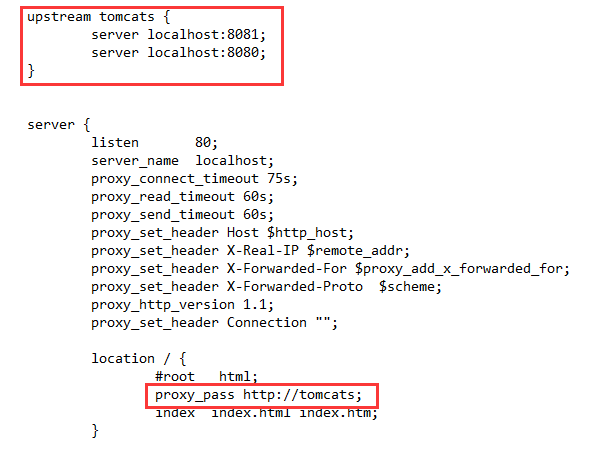 upstream tomcats {
        server localhost:8081;
        server localhost:8080;
}
server {
        listen       80;
        server_name  localhost;
        proxy_connect_timeout 75s;
        proxy_read_timeout 60s;
        proxy_send_timeout 60s;
        proxy_set_header Host $http_host;
        proxy_set_header X-Real-IP $remote_addr;
        proxy_set_header X-Forwarded-For $proxy_add_x_forwarded_for;
        proxy_set_header X-Forwarded-Proto  $scheme;
        proxy_http_version 1.1;
        proxy_set_header Connection "";
        location / {
                #root   html;
                proxy_pass http://tomcats;
                index  index.html index.htm;
        }